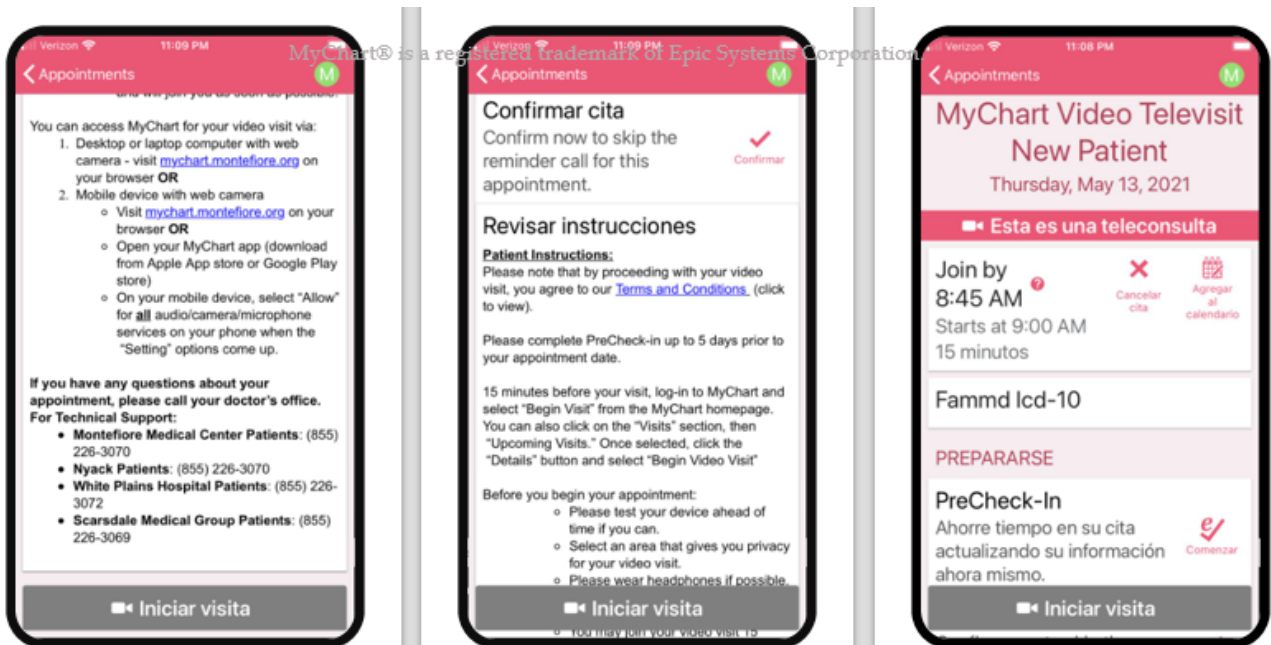 MyChart® is a registered trademark of Epic Systems Corporation.
Verizon
11:09 PM
Appointments
M
and will join you as soon as possible.
You can access MyChart for your video visit via:
1. Desktop or laptop computer with web
camera - visit mychart.montefiore.org on
your browser OR
2. Mobile device with web camera
Visit mychart.montefiore.org on your
browser OR
Open your MyChart app (download
from Apple App store or Google Play
store)
On your mobile device, select “Allow”
for all audio/camera/microphone
services on your phone when the
“Setting” options come up.
If you have any questions about your
appointment, please call your doctor’s office.
For Technical Support:
• Montefiore Medical Center Patients: (855)
226-3070
• Nyack Patients: (855) 226-3070
• White Plains Hospital Patients: (855) 226-
3072
• Scarsdale Medical Group Patients: (855)
226-3069
Iniciar visita
Verizon
11:09 PM
Appointments
M
Confirmar cita
Confirm now to skip the
reminder call for this
appointment.
Confirmar
Revisar instrucciones
Patient Instructions:
Please note that by proceeding with your video
visit, you agree to our Terms and Conditions (click
to view).
Please complete PreCheck-in up to 5 days prior to
your appointment date.
15 minutes before your visit, log-in to MyChart and
select “Begin Visit” from the MyChart homepage.
You can also click on the “Visits” section, then
“Upcoming Visits.” Once selected, click the
“Details” button and select “Begin Video Visit”
Before you begin your appointment:
Please test your device ahead of
time if you can.
Select an area that gives you privacy
for your video visit.
Please wear headphones if possible.
Iniciar visita
You may join your video visit 15
Verizon
11:08 PM
Appointments
M
MyChart Video Televisit
New Patient
Thursday, May 13, 2021
Esta es una teleconsulta
Join by
8:45 AM
Starts at 9:00 AM
15 minutos
Cancelar
cita
Agregar
al
calendario
Fammd Icd-10
PREPARARSE
PreCheck-In
Ahorre tiempo en su cita
actualizando su información
ahora mismo.
Comenzar
Iniciar visita